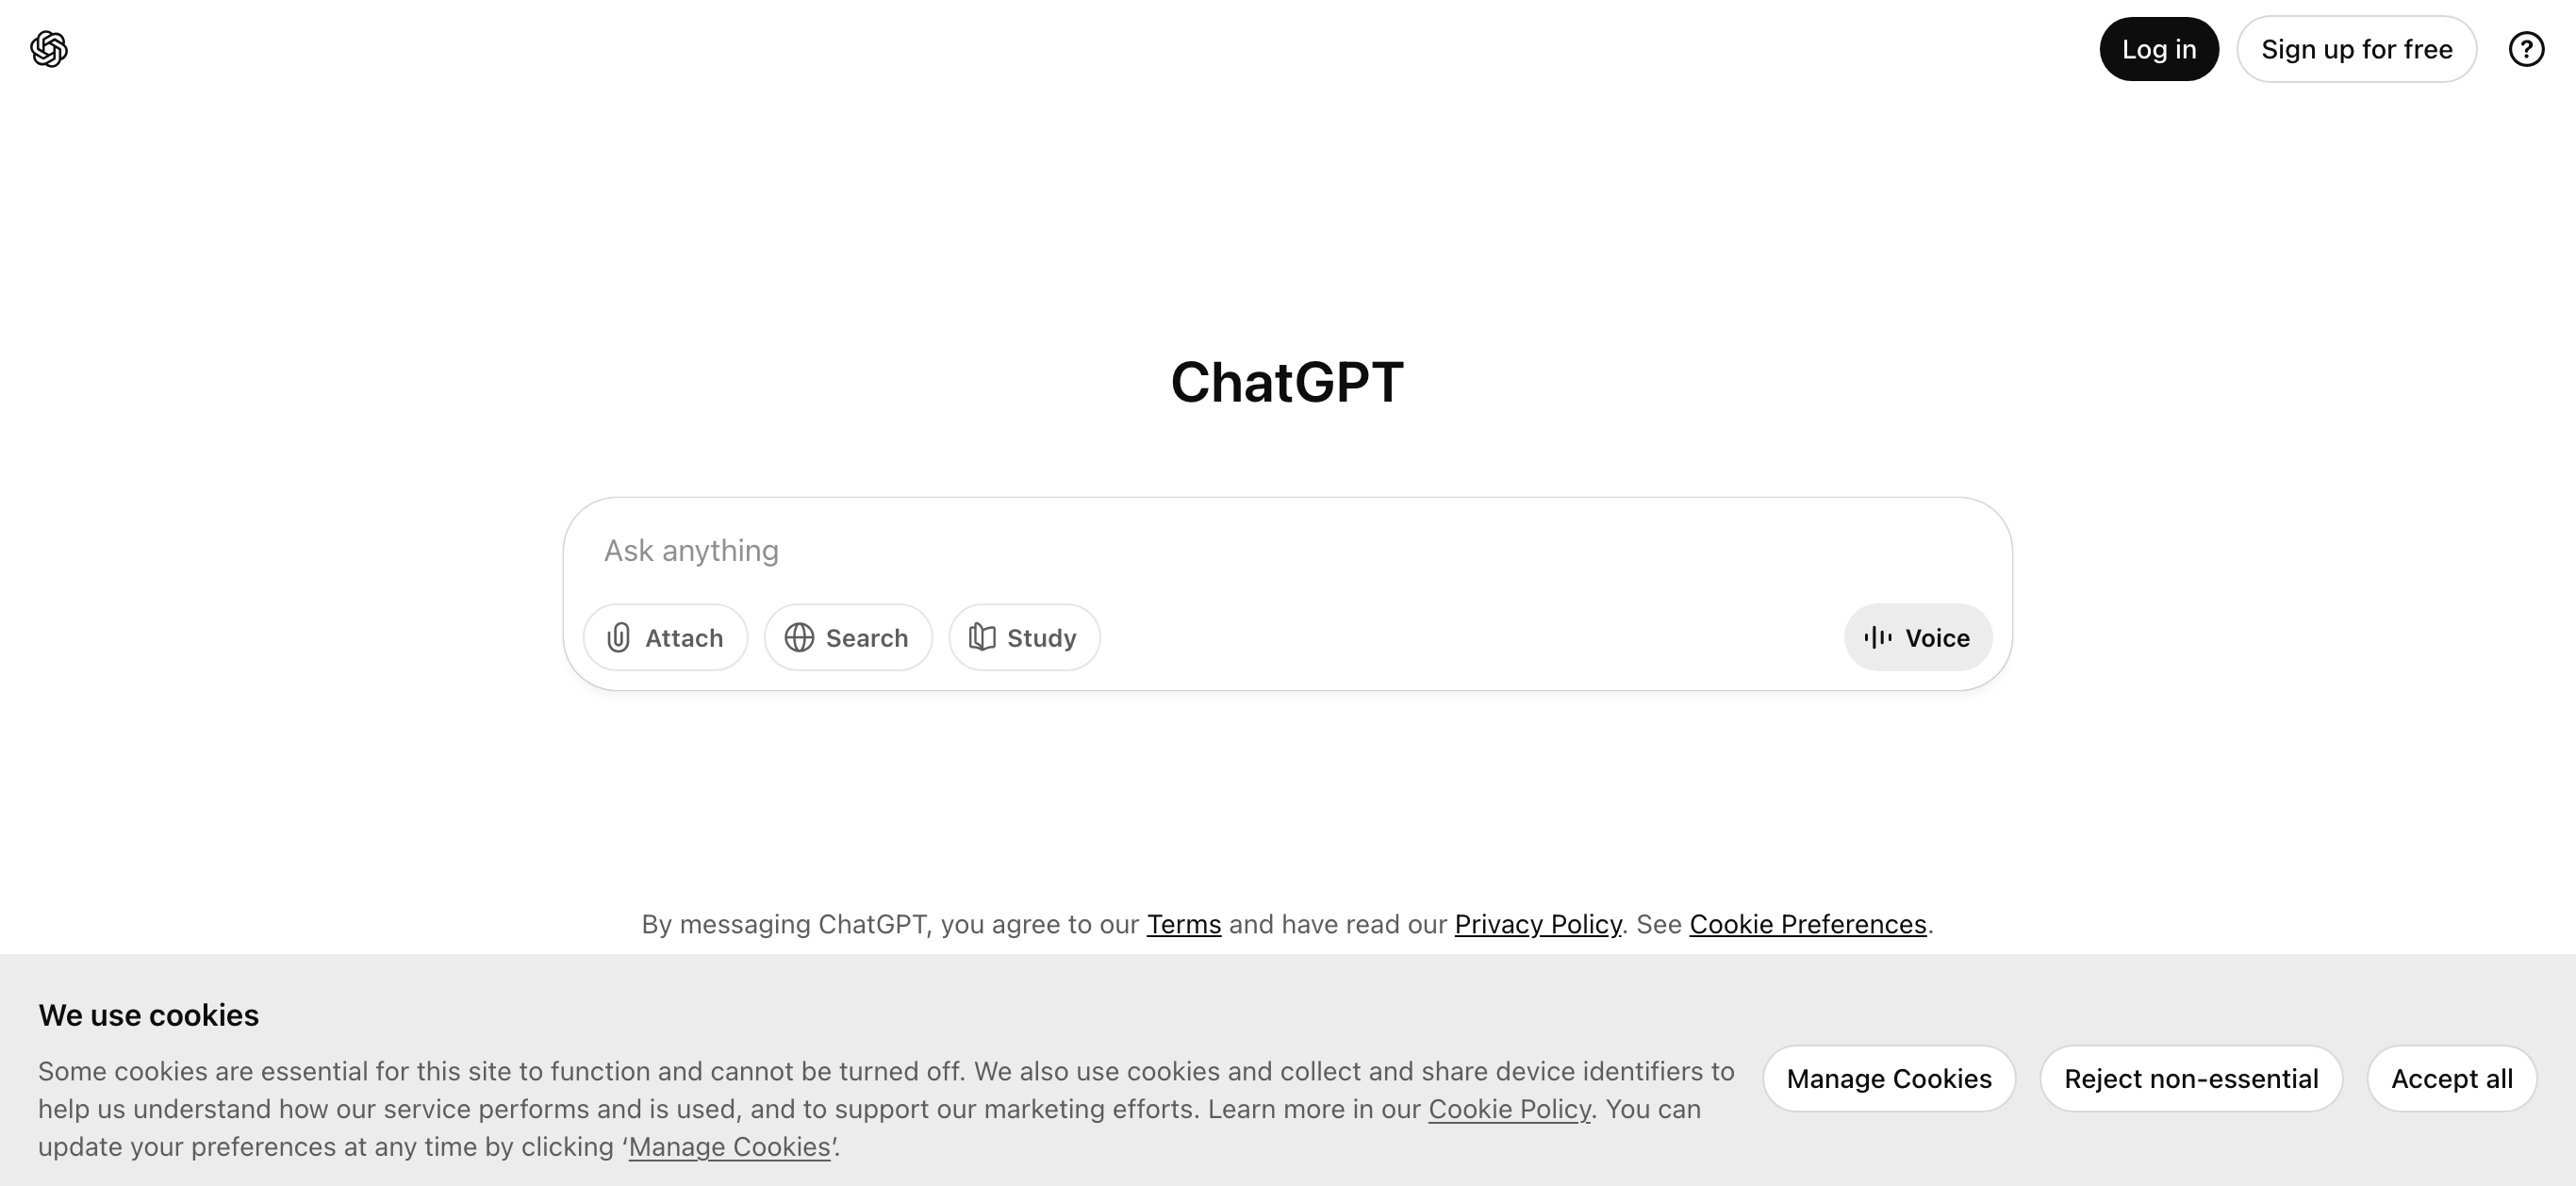 Log in
Sign up for free
ChatGPT
Ask anything
Attach
Search
Study
Voice
By messaging ChatGPT, you agree to our Terms and have read our Privacy Policy. See Cookie Preferences.
We use cookies
Some cookies are essential for this site to function and cannot be turned off. We also use cookies and collect and share device identifiers to
help us understand how our service performs and is used, and to support our marketing efforts. Learn more in our Cookie Policy. You can
update your preferences at any time by clicking ‘Manage Cookies’.
Manage Cookies
Reject non-essential
Accept all